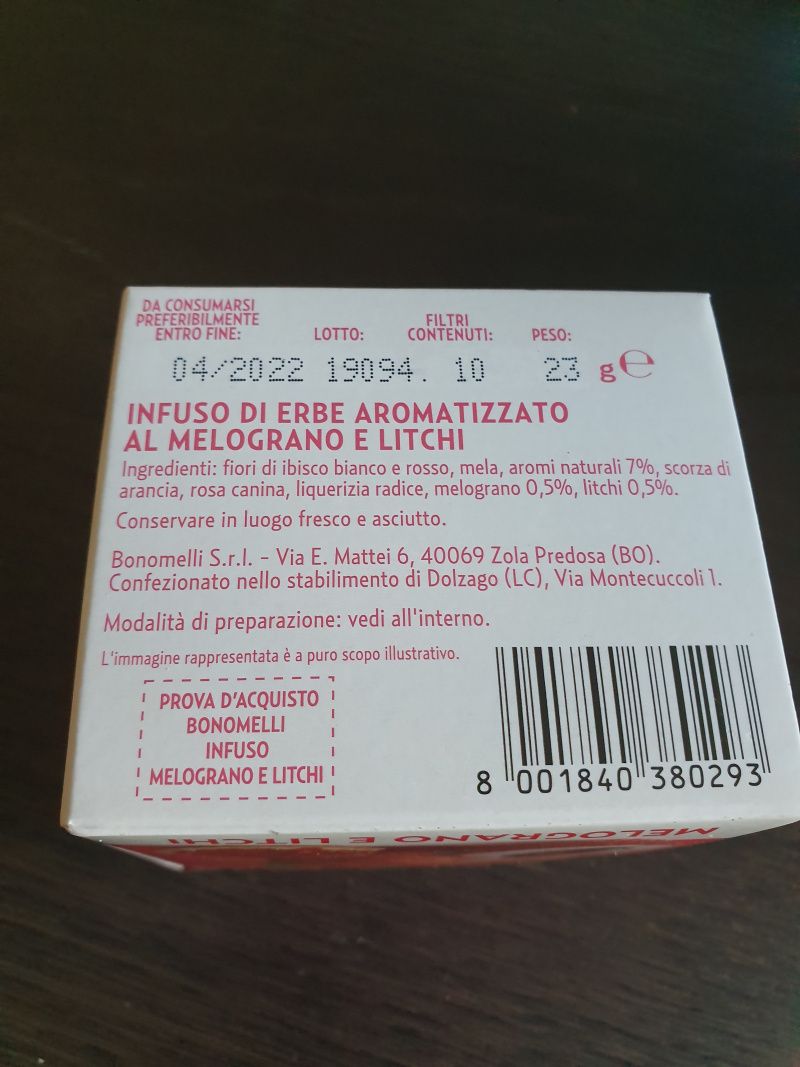 DA CONSUMARSI
PREFERIBILMENTE
ENTRO FINE:
LOTTO:
FILTRI
CONTENUTI:
PESO:
04/2022 19094. 10 23 g ℮
INFUSO DI ERBE AROMATIZZATO
AL MELOGRANO E LITCHI
Ingredienti: fiori di ibisco bianco e rosso, mela, aromi naturali 7%, scorza di
arancia, rosa canina, liquerizia radice, melograno 0,5%, litchi 0,5%.
Conservare in luogo fresco e asciutto.
Bonomelli S.r.l. - Via E. Mattei 6, 40069 Zola Predosa (BO).
Confezionato nello stabilimento di Dolzago (LC), Via Montecuccoli 1.
Modalità di preparazione: vedi all'interno.
L'immagine rappresentata è a puro scopo illustrativo.
PROVA D'ACQUISTO
BONOMELLI
INFUSO
MELOGRANO E LITCHI
8 001840 380293
MELOGRANO E LITCHI